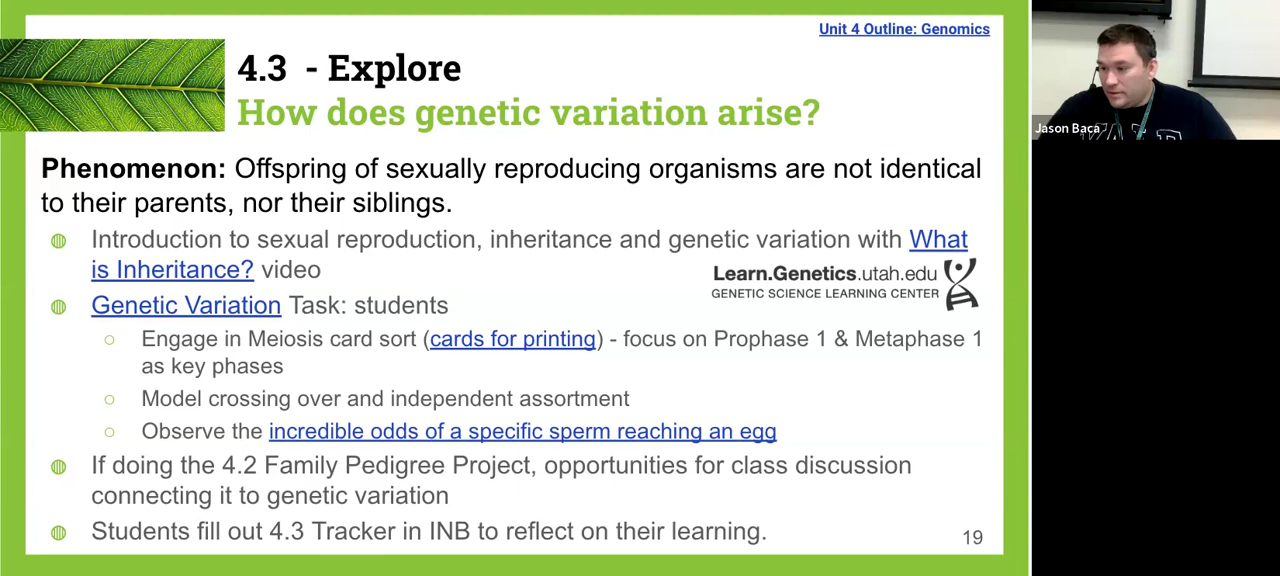 Unit 4 Outline: Genomics
4.3 - Explore
How does genetic variation arise?
Phenomenon: Offspring of sexually reproducing organisms are not identical
to their parents, nor their siblings.
Introduction to sexual reproduction, inheritance and genetic variation with What
is Inheritance? video
Learn.Genetics.utah.edu
GENETIC SCIENCE LEARNING CENTER
Genetic Variation Task: students
Engage in Meiosis card sort (cards for printing) - focus on Prophase 1 & Metaphase 1
as key phases
Model crossing over and independent assortment
Observe the incredible odds of a specific sperm reaching an egg
If doing the 4.2 Family Pedigree Project, opportunities for class discussion
connecting it to genetic variation
Students fill out 4.3 Tracker in INB to reflect on their learning.
19
Jason Baca